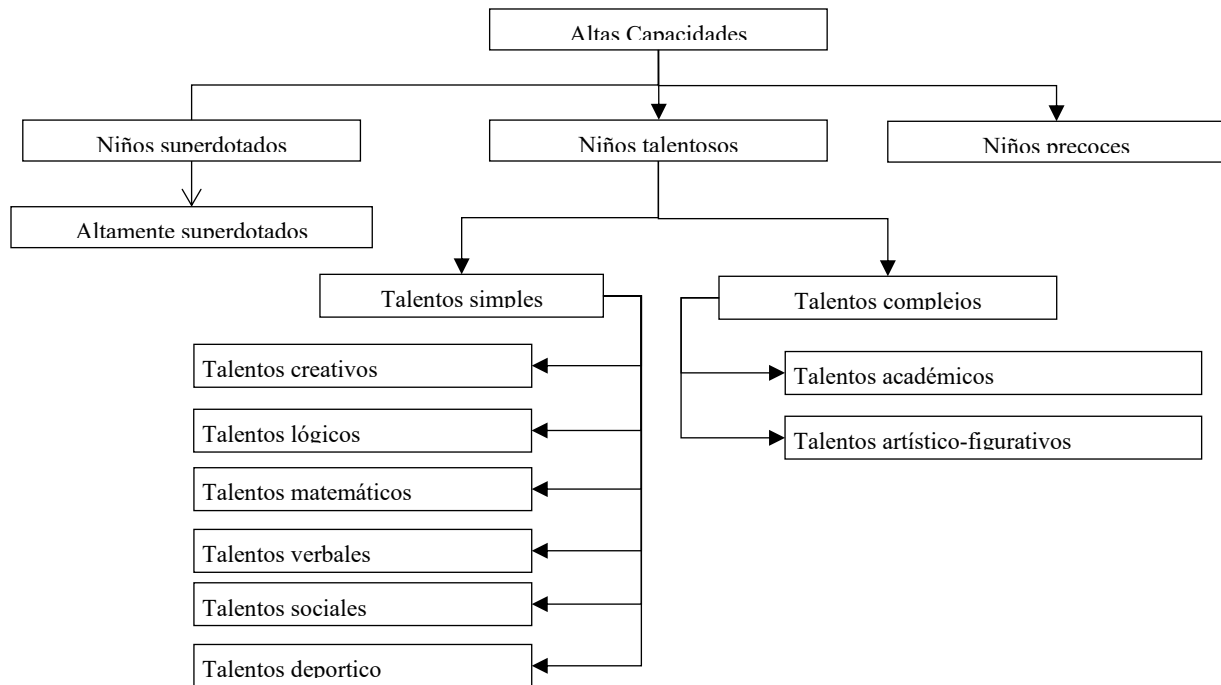 Altas Capacidades
Niños superdotados
Niños talentosos
Niños precoces
Altamente superdotados
Talentos simples
Talentos complejos
Talentos creativos
Talentos académicos
Talentos lógicos
Talentos artístico-figurativos
Talentos matemáticos
Talentos verbales
Talentos sociales
Talentos deportico